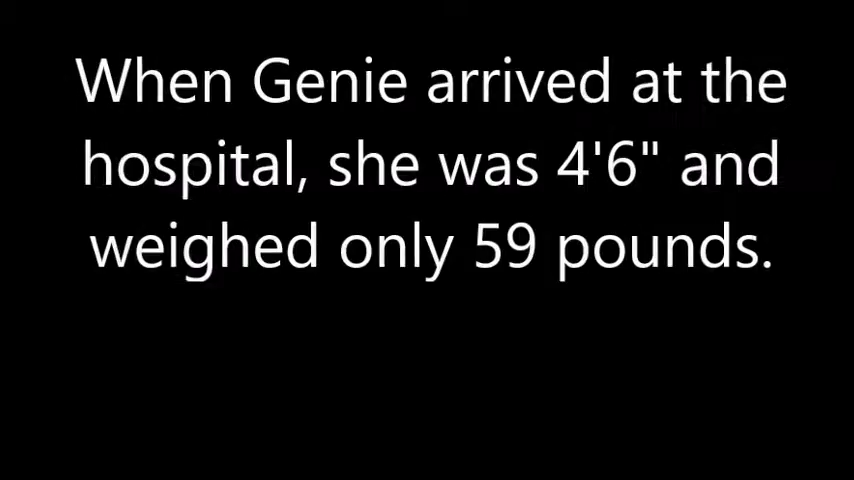 When Genie arrived at the
hospital, she was 4'6" and
weighed only 59 pounds.